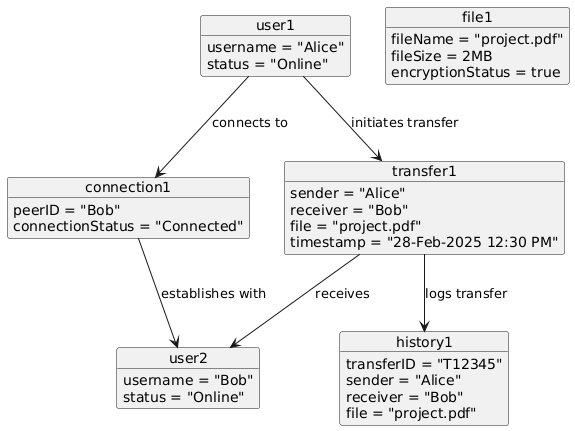 user1
username = "Alice"
status = "Online"
file1
fileName = "project.pdf"
fileSize = 2MB
encryptionStatus = true
connects to
initiates transfer
connection1
peerID = "Bob"
connectionStatus = "Connected"
transfer1
sender = "Alice"
receiver = "Bob"
file = "project.pdf"
timestamp = "28-Feb-2025 12:30 PM"
establishes with
receives
logs transfer
user2
username = "Bob"
status = "Online"
history1
transferID = "T12345"
sender = "Alice"
receiver = "Bob"
file = "project.pdf"